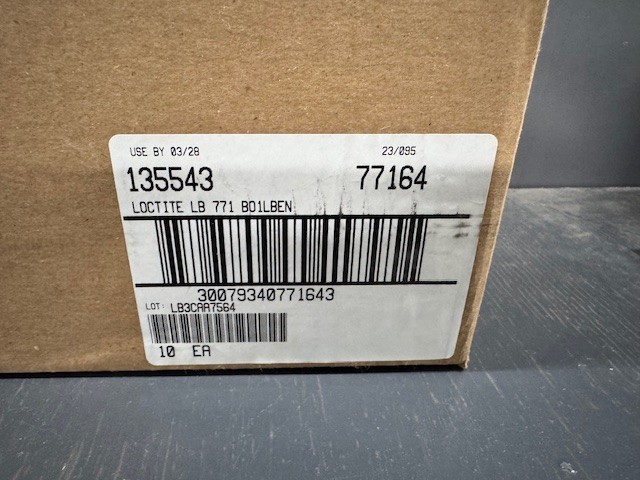 USE BY 03/28 23/095
135543 77164
LOCTITE LB 771 BO1LBEN
30079340771643
LOT: LB3CAA7564
10 EA